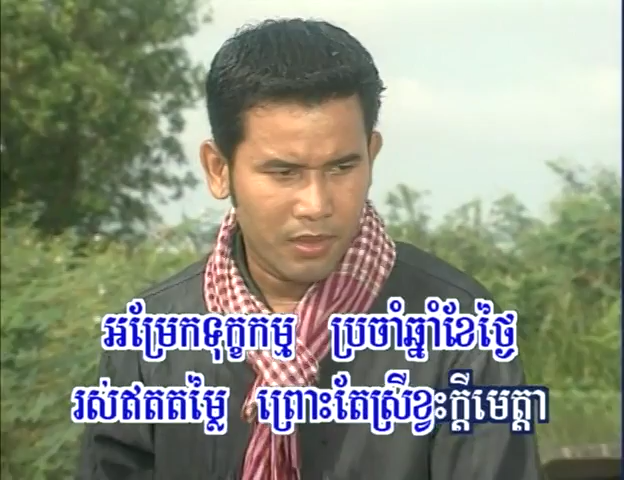 អម្រែកទុក្ខកម្ម ប្រចាំឆ្នាំខែថ្ងៃ
រស់ឥតតម្លៃ ព្រោះតែស្រីខ្វះក្ដីមេត្តា